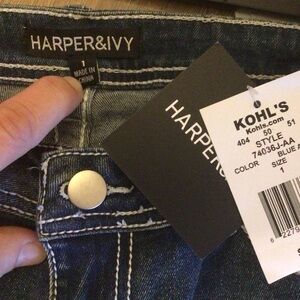 HARPER&IVY
1
MADE IN
HARPER
KOHL'S
Kohls.com
404 50 51
STYLE
74036J-AA
COLOR BLUE A
SIZE
1